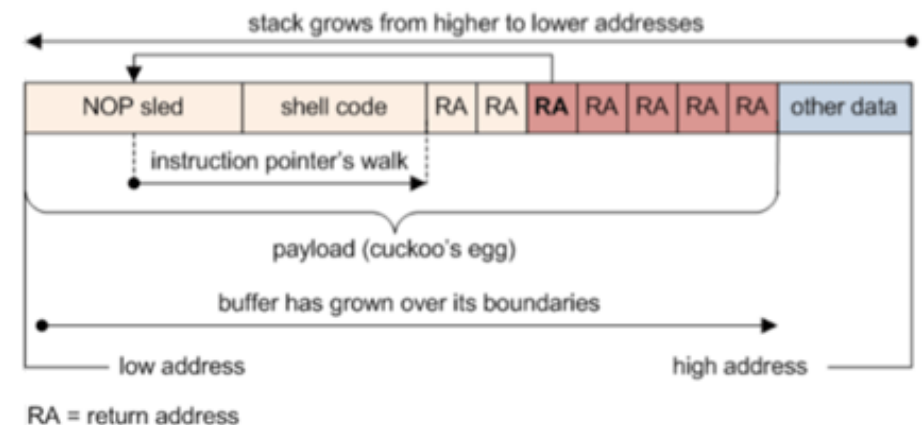 stack grows from higher to lower addresses
NOP sled shell code RA RA RA RA RA RA RA other data
instruction pointer's walk
payload (cuckoo's egg)
buffer has grown over its boundaries
low address high address
RA = return address